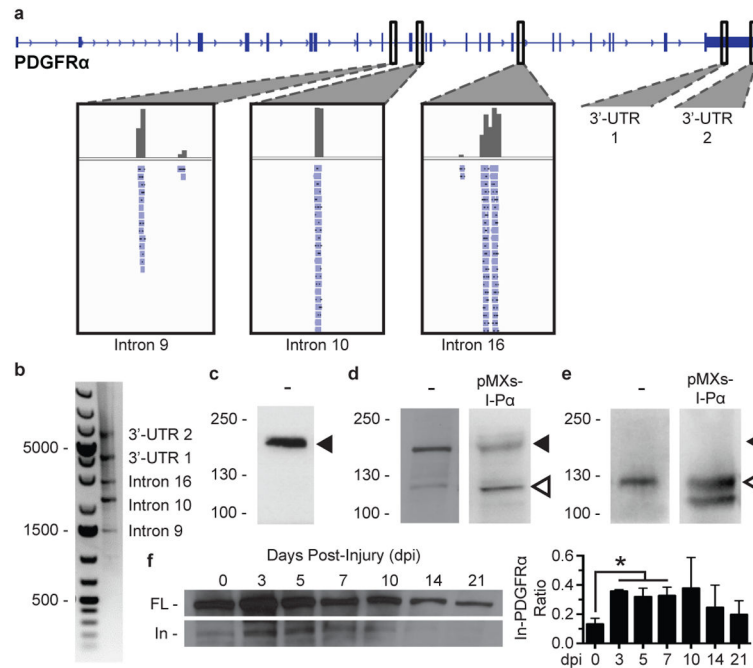 a
PDGFRα
3'-UTR 1
3'-UTR 2
Intron 9
Intron 10
Intron 16
b
5000 -
1500 -
500 -
3'-UTR 2
3'-UTR 1
Intron 16
Intron 10
Intron 9
c
-
250 -
130 -
100 -
d
- pMXs-I-Pα
250 -
130 -
100 -
e
- pMXs-I-Pα
250 -
130 -
100 -
f
Days Post-Injury (dpi)
0 3 5 7 10 14 21
FL -
In -
In-PDGFRα
Ratio
0.6
0.4
0.2
0.0
*
dpi 0 3 5 7 10 14 21